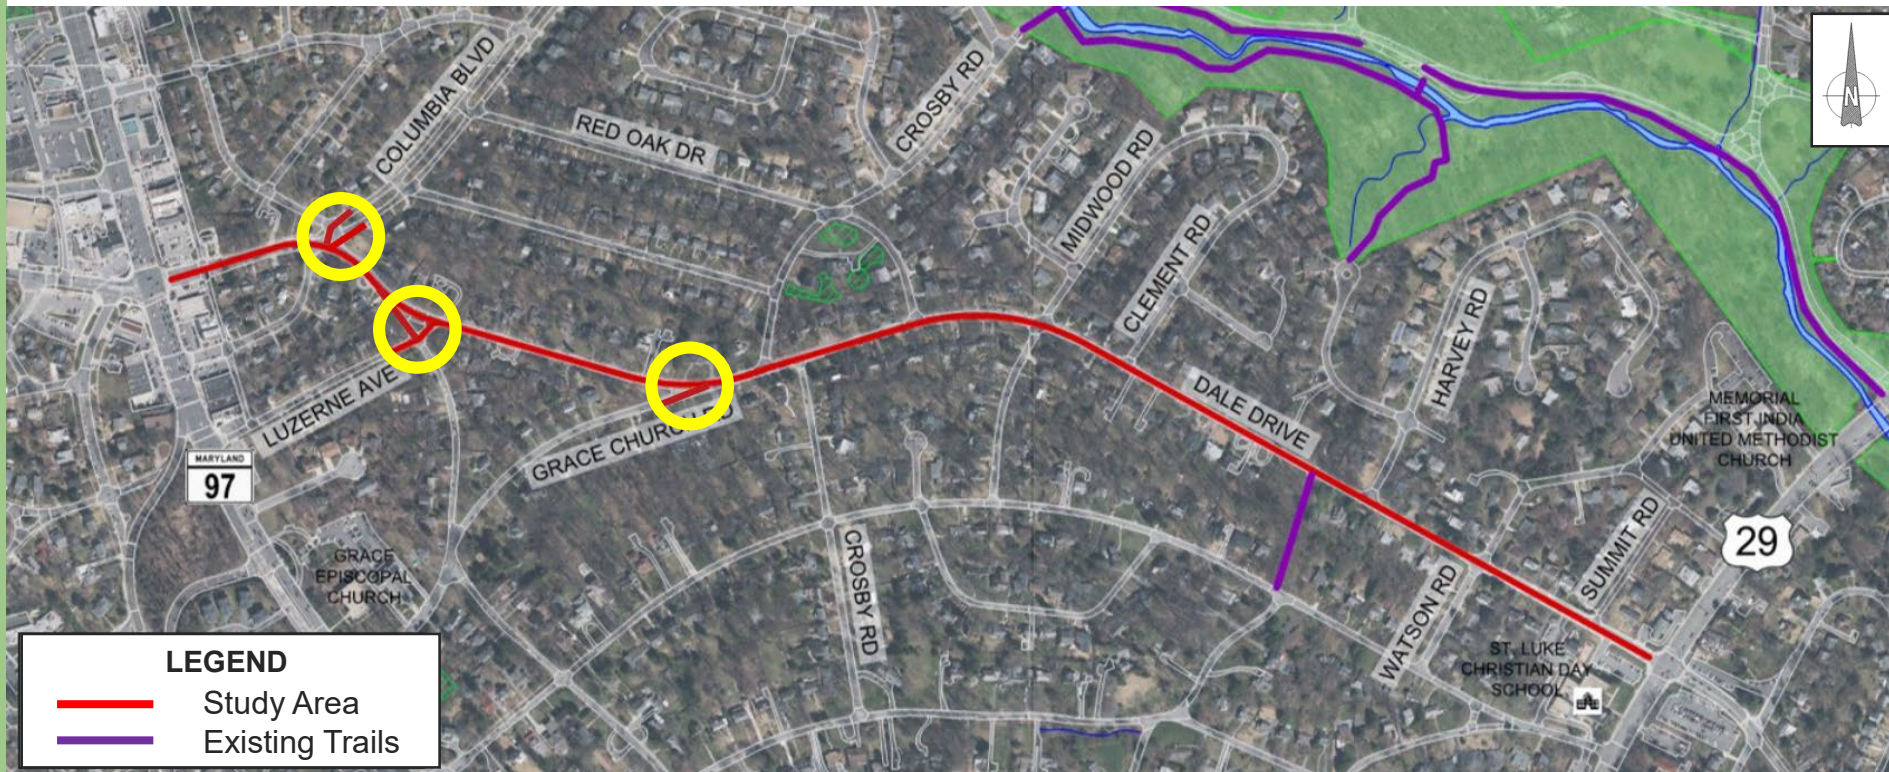 COLUMBIA BLVD
RED OAK DR
CROSBY RD
MIDWOOD RD
CLEMENT RD
N
HARVEY RD
LUZERNE AVE
GRACE CHURCH RD
DALE DRIVE
MEMORIAL
FIRST INDIA
UNITED METHODIST
CHURCH
MARYLAND
97
GRACE
EPISCOPAL
CHURCH
CROSBY RD
WATSON RD
SUMMIT RD
29
ST. LUKE
CHRISTIAN DAY
SCHOOL
LEGEND
Study Area
Existing Trails